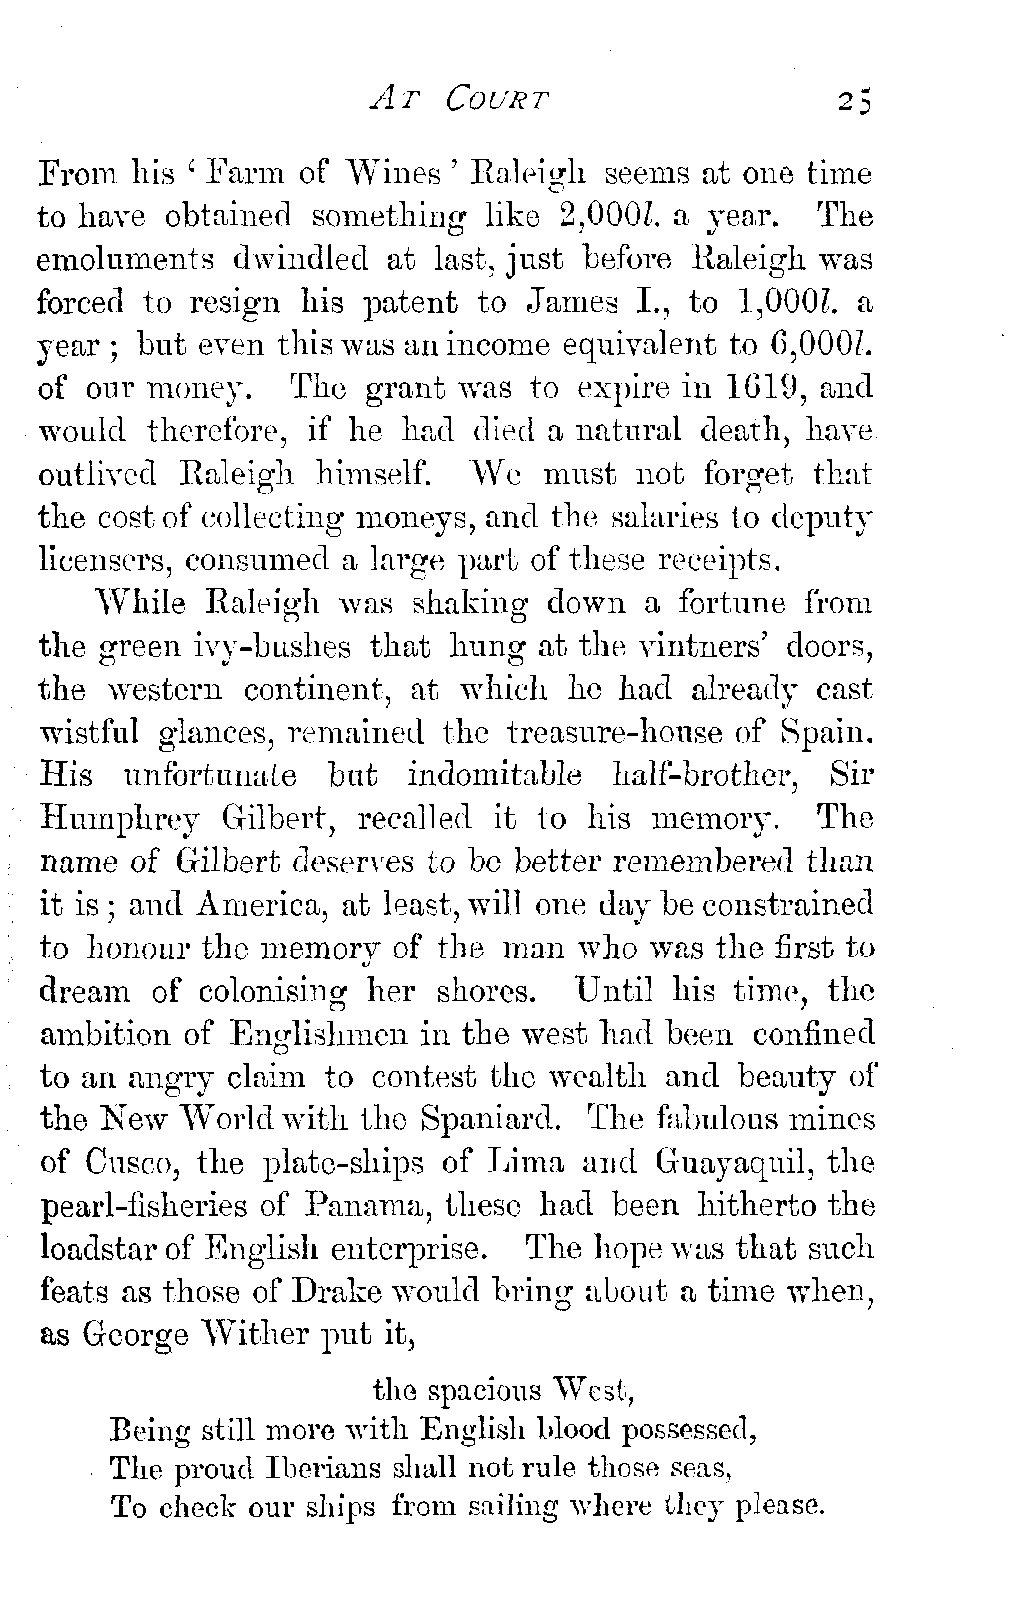 At Court 25
From his ‘ Farm of Wines ’ Raleigh seems at one time
to have obtained something like 2,000l. a year. The
emoluments dwindled at last, just before Raleigh was
forced to resign his patent to James I., to 1,000l. a
year ; but even this was an income equivalent to 6,000l.
of our money. The grant was to expire in 1619, and
would therefore, if he had died a natural death, have
outlived Raleigh himself. We must not forget that
the cost of collecting moneys, and the salaries to deputy
licensers, consumed a large part of these receipts.
While Raleigh was shaking down a fortune from
the green ivy-bushes that hung at the vintners’ doors,
the western continent, at which he had already cast
wistful glances, remained the treasure-house of Spain.
His unfortunate but indomitable half-brother, Sir
Humphrey Gilbert, recalled it to his memory. The
name of Gilbert deserves to be better remembered than
it is ; and America, at least, will one day be constrained
to honour the memory of the man who was the first to
dream of colonising her shores. Until his time, the
ambition of Englishmen in the west had been confined
to an angry claim to contest the wealth and beauty of
the New World with the Spaniard. The fabulous mines
of Cusco, the plate-ships of Lima and Guayaquil, the
pearl-fisheries of Panama, these had been hitherto the
loadstar of English enterprise. The hope was that such
feats as those of Drake would bring about a time when,
as George Wither put it,
the spacious West,
Being still more with English blood possessed,
The proud Iberians shall not rule those seas,
To check our ships from sailing where they please.